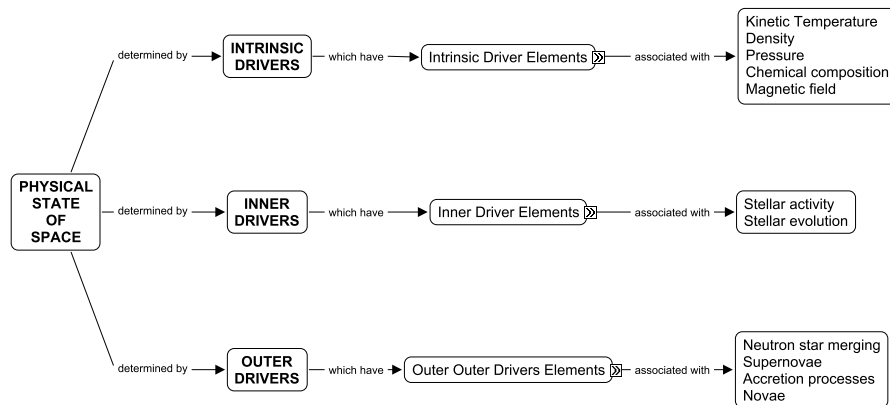 Kinetic Temperature
Density
Pressure
Chemical composition
Magnetic field
determined by
INTRINSIC
DRIVERS
which have
Intrinsic Driver Elements
associated with
PHYSICAL
STATE
OF
SPACE
determined by
INNER
DRIVERS
which have
Inner Driver Elements
associated with
Stellar activity
Stellar evolution
determined by
OUTER
DRIVERS
which have
Outer Outer Drivers Elements
associated with
Neutron star merging
Supernovae
Accretion processes
Novae